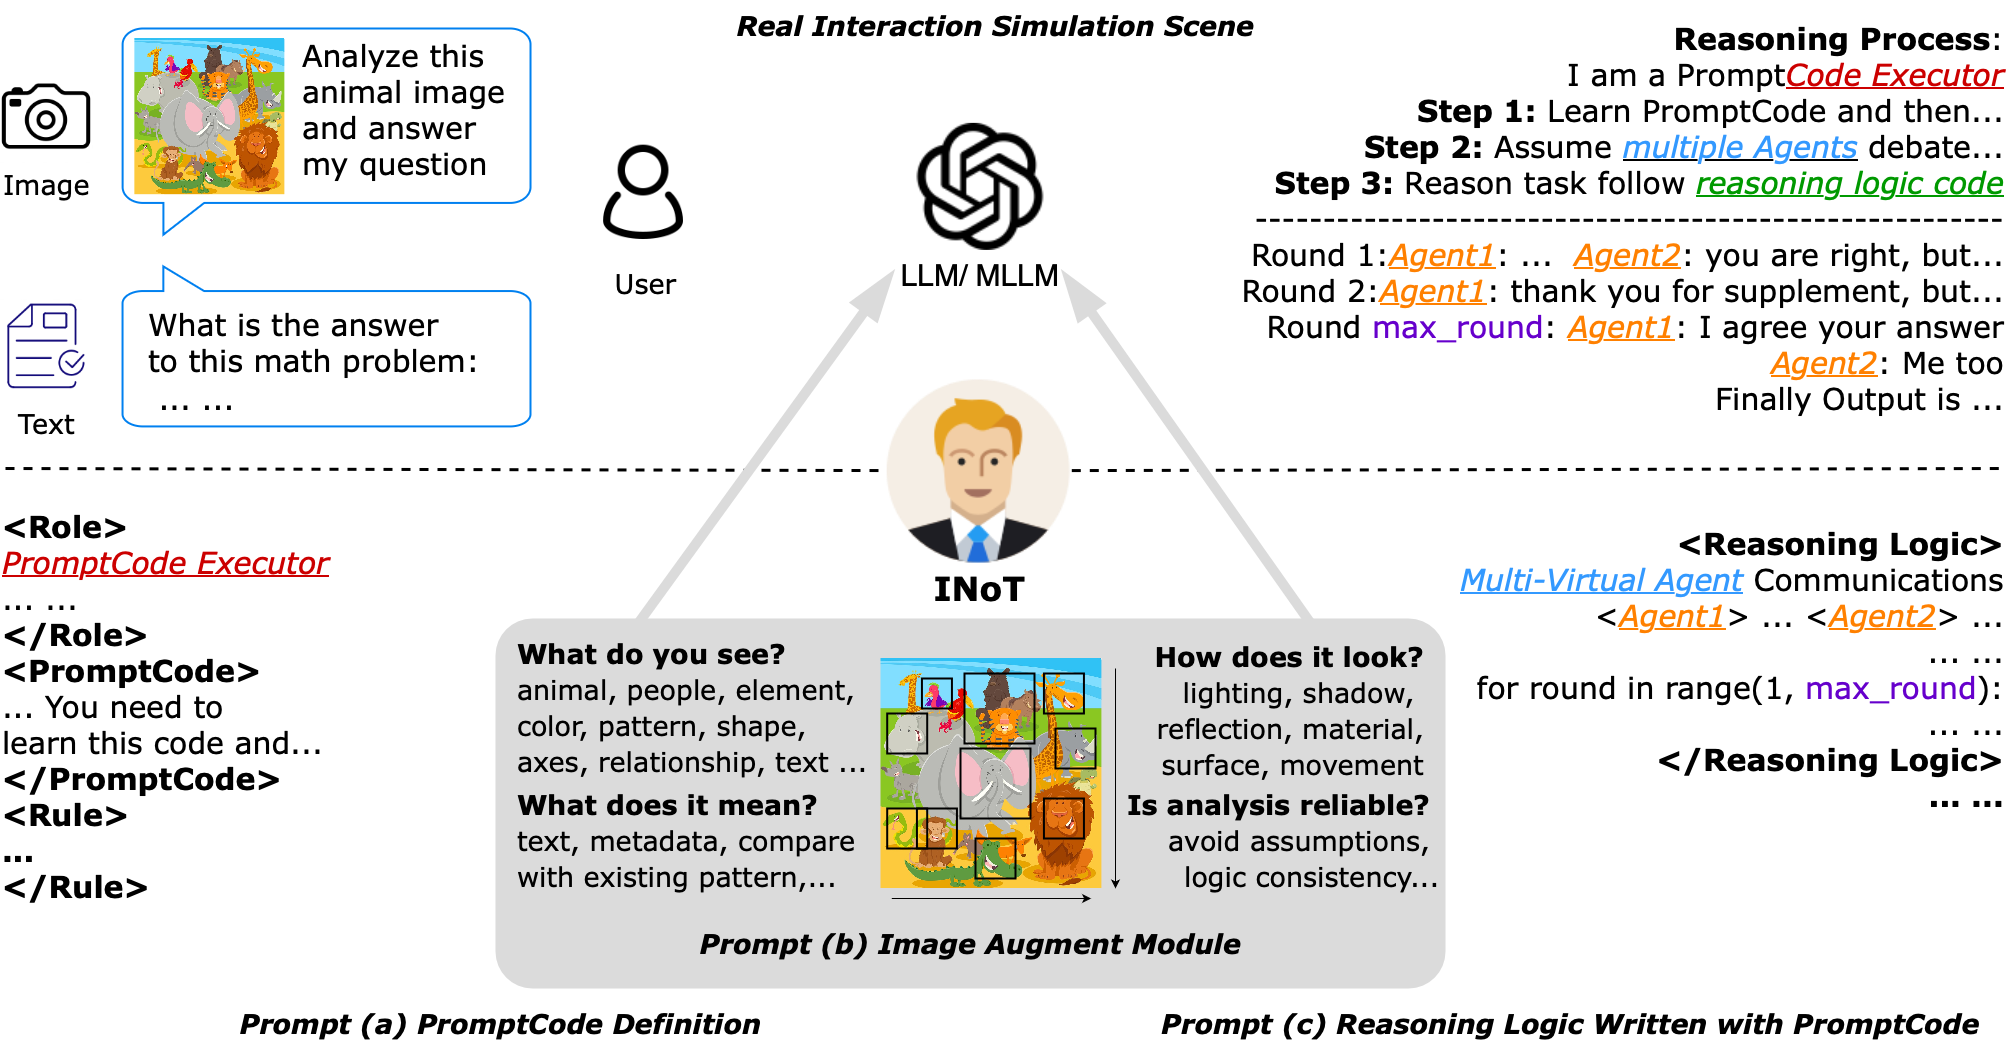 Real Interaction Simulation Scene
Image
Analyze this
animal image
and answer
my question
Text
What is the answer
to this math problem:
... ...
User
LLM/ MLLM
Reasoning Process:
I am a PromptCode Executor
Step 1: Learn PromptCode and then...
Step 2: Assume multiple Agents debate...
Step 3: Reason task follow reasoning logic code
Round 1:Agent1: ... Agent2: you are right, but...
Round 2:Agent1: thank you for supplement, but...
Round max_round: Agent1: I agree your answer
Agent2: Me too
Finally Output is ...
INoT
<Role>
PromptCode Executor
... ...
</Role>
<PromptCode>
... You need to
learn this code and...
</PromptCode>
<Rule>
...
</Rule>
Prompt (a) PromptCode Definition
What do you see?
animal, people, element,
color, pattern, shape,
axes, relationship, text ...
What does it mean?
text, metadata, compare
with existing pattern,...
How does it look?
lighting, shadow,
reflection, material,
surface, movement
Is analysis reliable?
avoid assumptions,
logic consistency...
Prompt (b) Image Augment Module
<Reasoning Logic>
Multi-Virtual Agent Communications
<Agent1> ... <Agent2> ...
... ...
for round in range(1, max_round):
... ...
</Reasoning Logic>
... ...
Prompt (c) Reasoning Logic Written with PromptCode